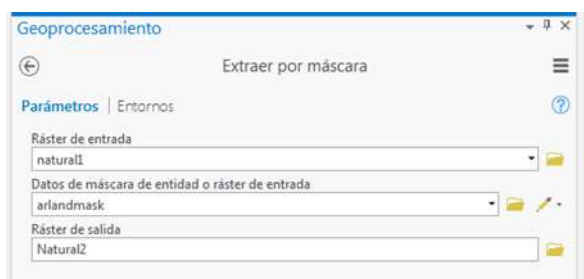 Geoprocesamiento
Extraer por máscara
Parámetros | Entornos
Ráster de entrada
natural1
Datos de máscara de entidad o ráster de entrada
arlandmask
Ráster de salida
Natural2